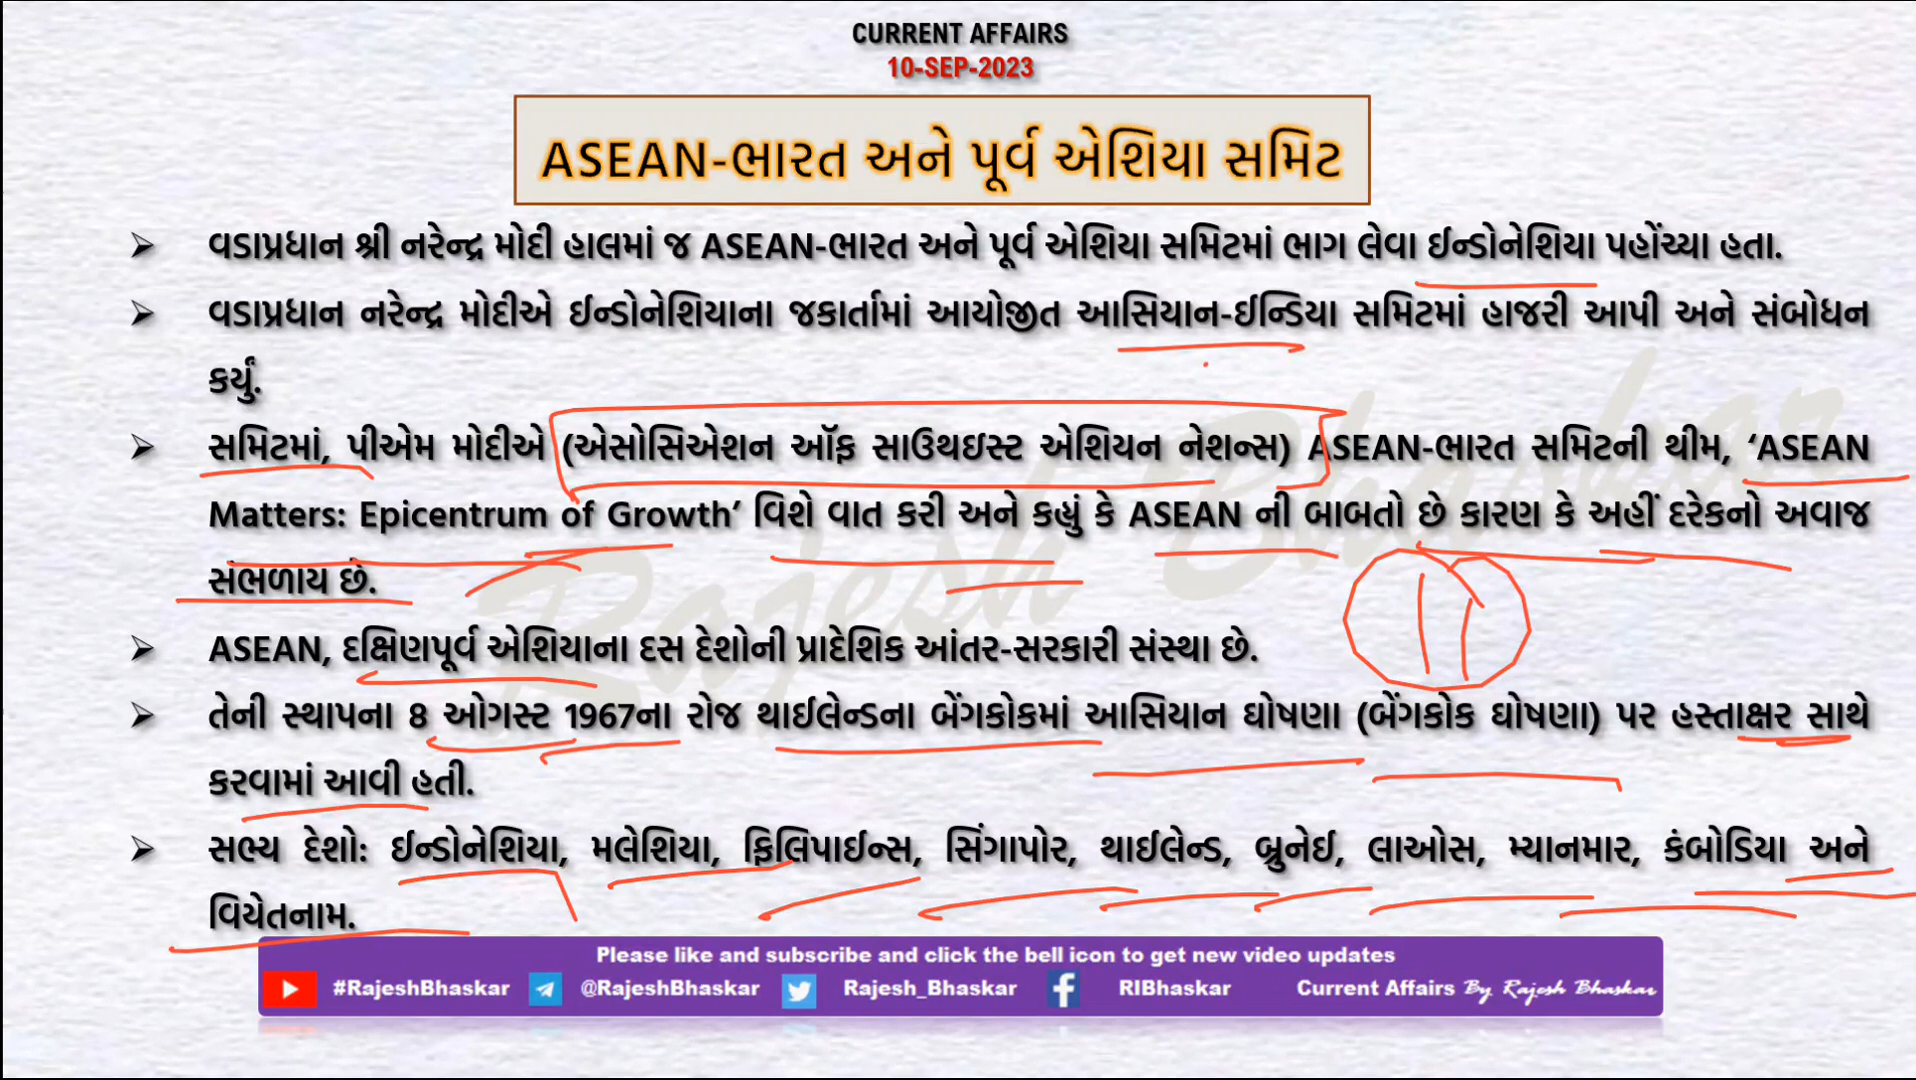 CURRENT AFFAIRS
10-SEP-2023
ASEAN-ભારત અને પૂર્વ એશિયા સમિટ
➢ વડાપ્રધાન શ્રી નરેન્દ્ર મોદી હાલમાં જ ASEAN-ભારત અને પૂર્વ એશિયા સમિટમાં ભાગ લેવા ઈન્ડોનેશિયા પહોંચ્યા હતા.
➢ વડાપ્રધાન નરેન્દ્ર મોદીએ ઈન્ડોનેશિયાના જકાર્તામાં આયોજીત આસિયાન-ઈન્ડિયા સમિટમાં હાજરી આપી અને સંબોધન
કર્યું.
➢ સમિટમાં, પીએમ મોદીએ (એસોસિએશન ઑફ સાઉથઇસ્ટ એશિયન નેશન્સ) ASEAN-ભારત સમિટની થીમ, ‘ASEAN
Matters: Epicentrum of Growth’ વિશે વાત કરી અને કહ્યું કે ASEAN ની બાબતો છે કારણ કે અહીં દરેકનો અવાજ
સંભળાય છે.
➢ ASEAN, દક્ષિણપૂર્વ એશિયાના દસ દેશોની પ્રાદેશિક આંતર-સરકારી સંસ્થા છે.
➢ તેની સ્થાપના 8 ઓગસ્ટ 1967ના રોજ થાઈલેન્ડના બેંગકોકમાં આસિયાન ઘોષણા (બેંગકોક ઘોષણા) પર હસ્તાક્ષર સાથે
કરવામાં આવી હતી.
➢ સભ્ય દેશો: ઈન્ડોનેશિયા, મલેશિયા, ફિલિપાઈન્સ, સિંગાપોર, થાઈલેન્ડ, બ્રુનેઈ, લાઓસ, મ્યાનમાર, કંબોડિયા અને
વિયેતનામ.
Rajesh Bhaskar
Please like and subscribe and click the bell icon to get new video updates
#RajeshBhaskar @RajeshBhaskar Rajesh_Bhaskar RIBhaskar Current Affairs By Rajesh Bhaskar